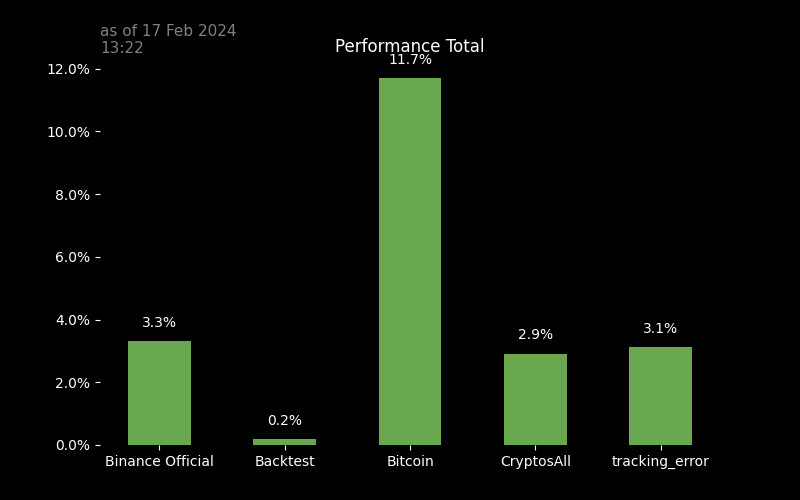 as of 17 Feb 2024
13:22
Performance Total
12.0%
10.0%
8.0%
6.0%
4.0%
2.0%
0.0%
3.3%
0.2%
11.7%
2.9%
3.1%
Binance Official
Backtest
Bitcoin
CryptosAll
tracking_error